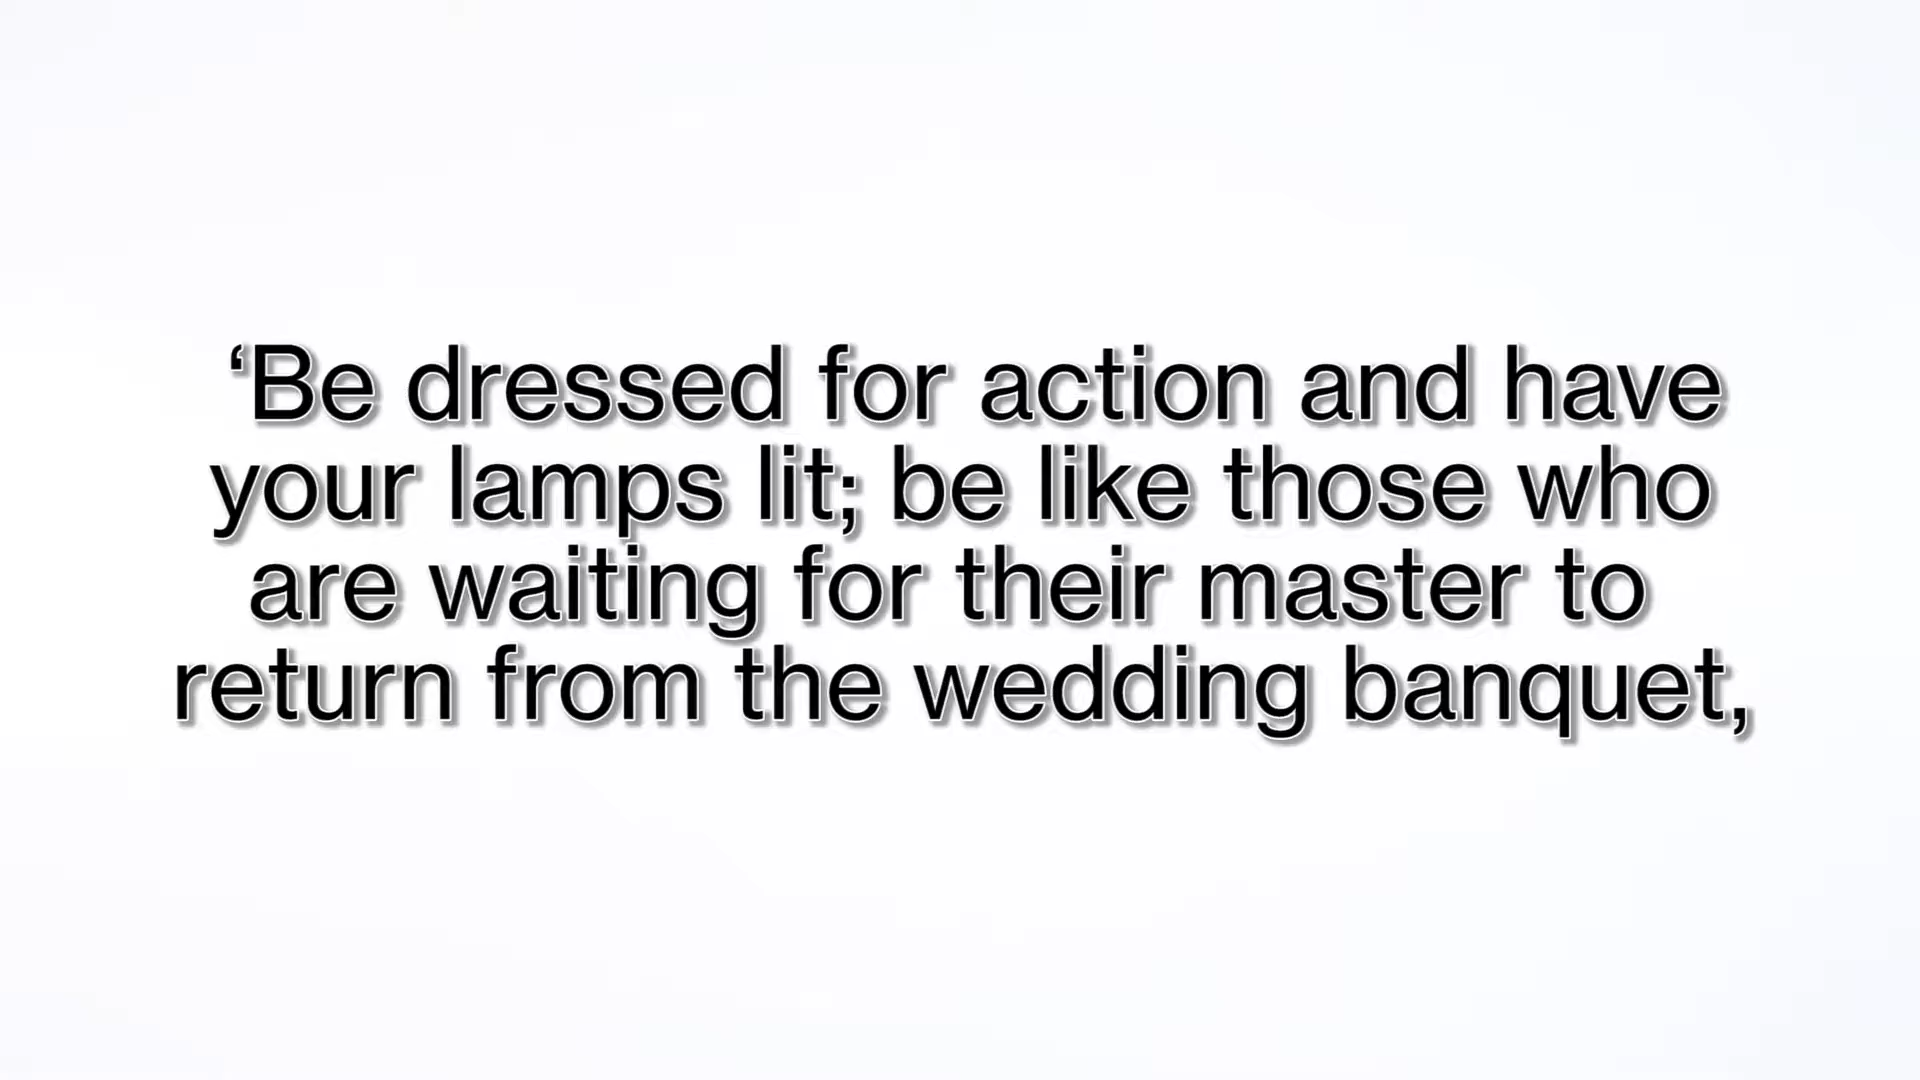 ‘Be dressed for action and have
your lamps lit; be like those who
are waiting for their master to
return from the wedding banquet,